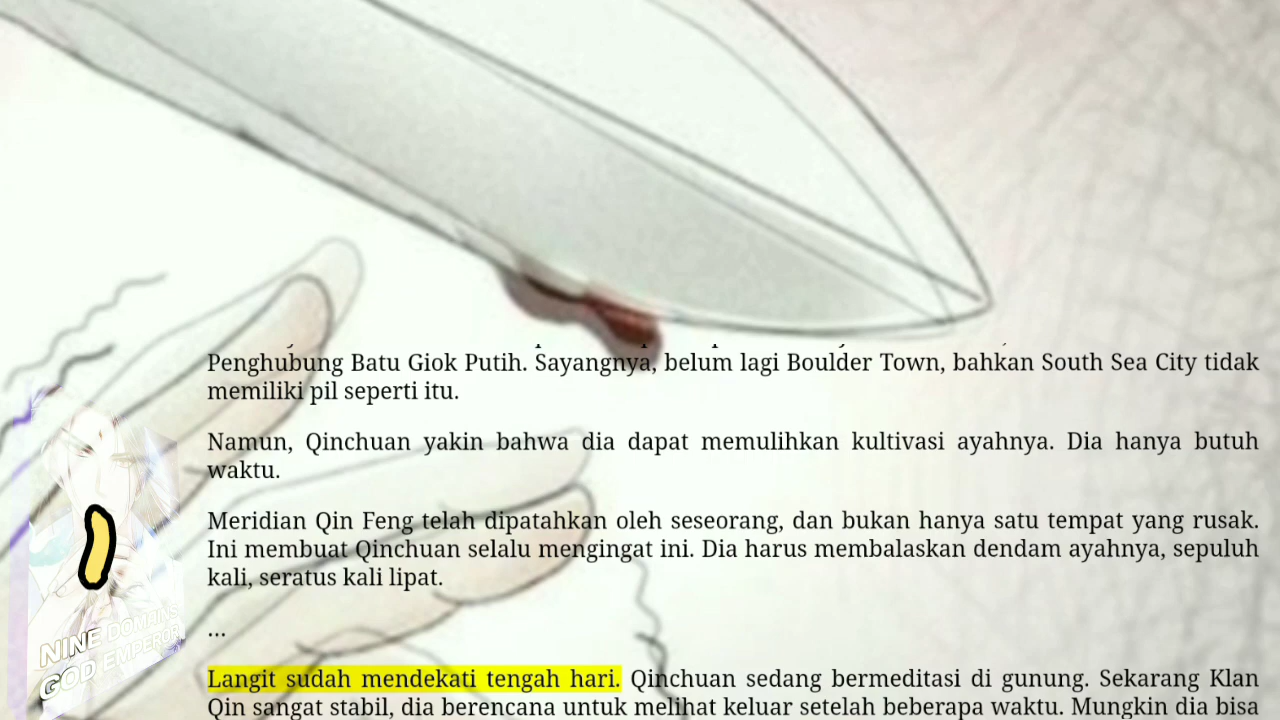 Penghubung Batu Giok Putih. Sayangnya, belum lagi Boulder Town, bahkan South Sea City tidak
memiliki pil seperti itu.
Namun, Qinchuan yakin bahwa dia dapat memulihkan kultivasi ayahnya. Dia hanya butuh
waktu.
Meridian Qin Feng telah dipatahkan oleh seseorang, dan bukan hanya satu tempat yang rusak.
Ini membuat Qinchuan selalu mengingat ini. Dia harus membalaskan dendam ayahnya, sepuluh
kali, seratus kali lipat.
...
Langit sudah mendekati tengah hari. Qinchuan sedang bermeditasi di gunung. Sekarang Klan
Qin sangat stabil, dia berencana untuk melihat keluar setelah beberapa waktu. Mungkin dia bisa
NINE DOMAINS
GOD EMPEROR